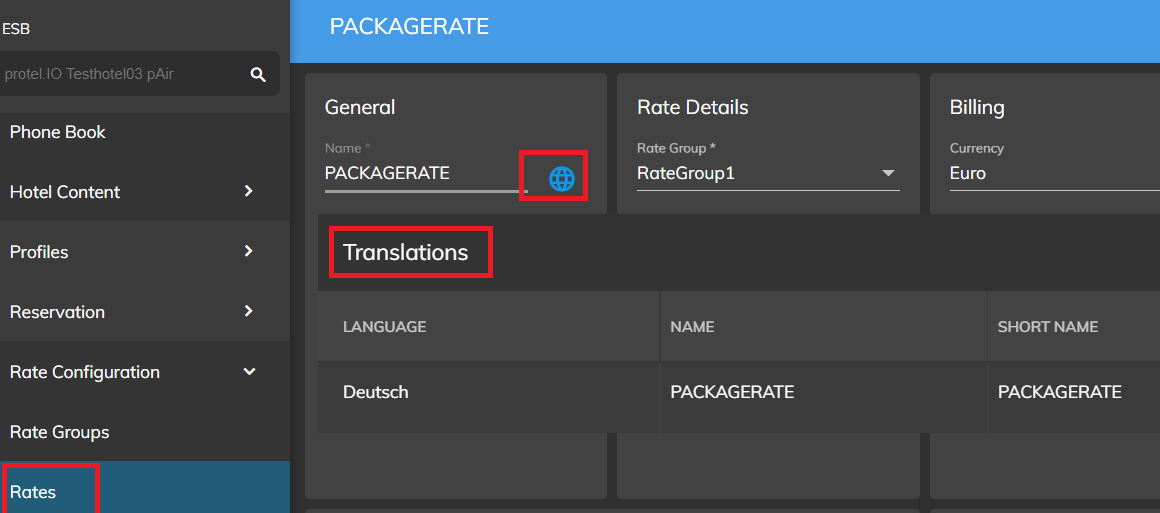 ESB
protel.IO Testhotel03 pAir
Phone Book
Hotel Content
Profiles
Reservation
Rate Configuration
Rate Groups
Rates
PACKAGERATE
General
Name *
PACKAGERATE
Rate Details
Rate Group *
RateGroup1
Billing
Currency
Euro
Translations
LANGUAGE NAME SHORT NAME
Deutsch PACKAGERATE PACKAGERATE